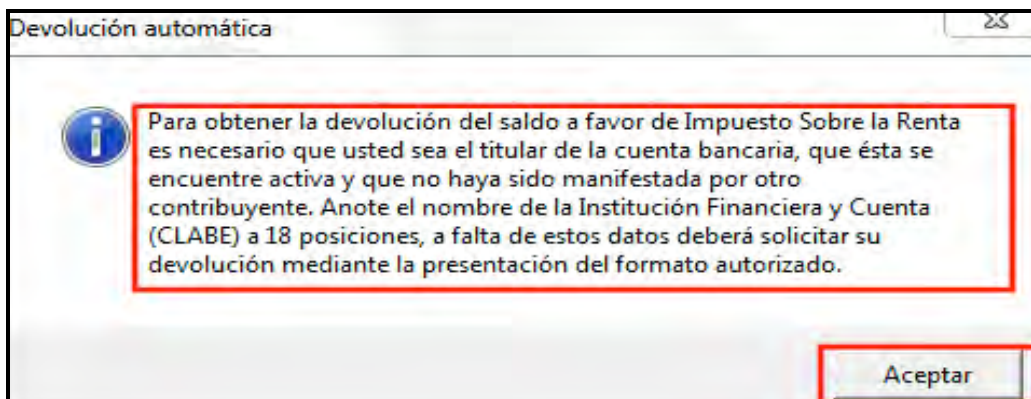 Devolución automática
Para obtener la devolución del saldo a favor de Impuesto Sobre la Renta
es necesario que usted sea el titular de la cuenta bancaria, que ésta se
encuentre activa y que no haya sido manifestada por otro
contribuyente. Anote el nombre de la Institución Financiera y Cuenta
(CLABE) a 18 posiciones, a falta de estos datos deberá solicitar su
devolución mediante la presentación del formato autorizado.
Aceptar